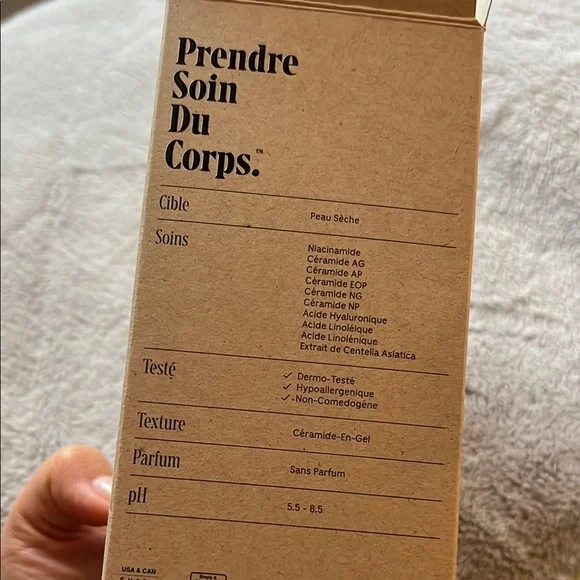 Prendre
Soin
Du
Corps.™
Cible
Peau Sèche
Soins
Niacinamide
Céramide AG
Céramide AP
Céramide EOP
Céramide NG
Céramide NP
Acide Hyaluronique
Acide Linoléique
Acide Linolénique
Extrait de Centella Asiatica
Testé
✓ Dermo-Testé
✓ Hypoallergenique
✓ Non-Comedogène
Texture
Céramide-En-Gel
Parfum
Sans Parfum
pH
5.5 - 6.5
USA & CAN